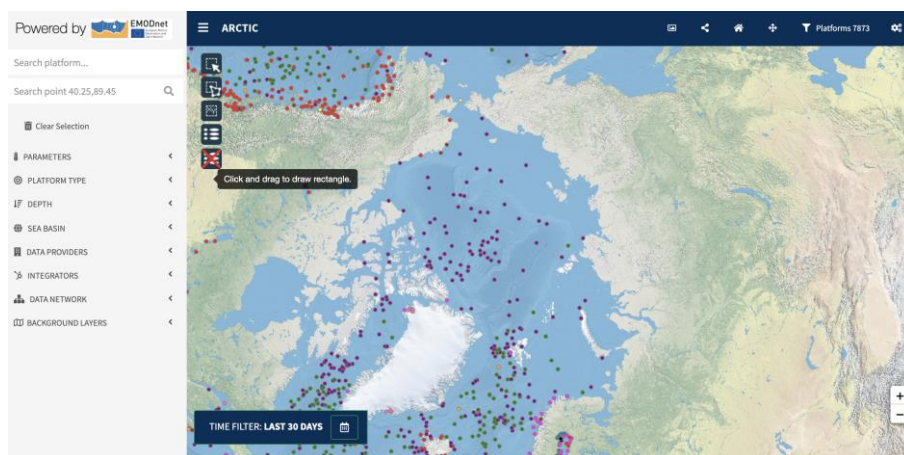 Powered by
EMODnet
ARCTIC
Platforms 7873
Search platform...
Search point 40.25,89.45
Clear Selection
PARAMETERS
PLATFORM TYPE
DEPTH
SEA BASIN
DATA PROVIDERS
INTEGRATORS
DATA NETWORK
BACKGROUND LAYERS
Click and drag to draw rectangle.
TIME FILTER: LAST 30 DAYS
+
−